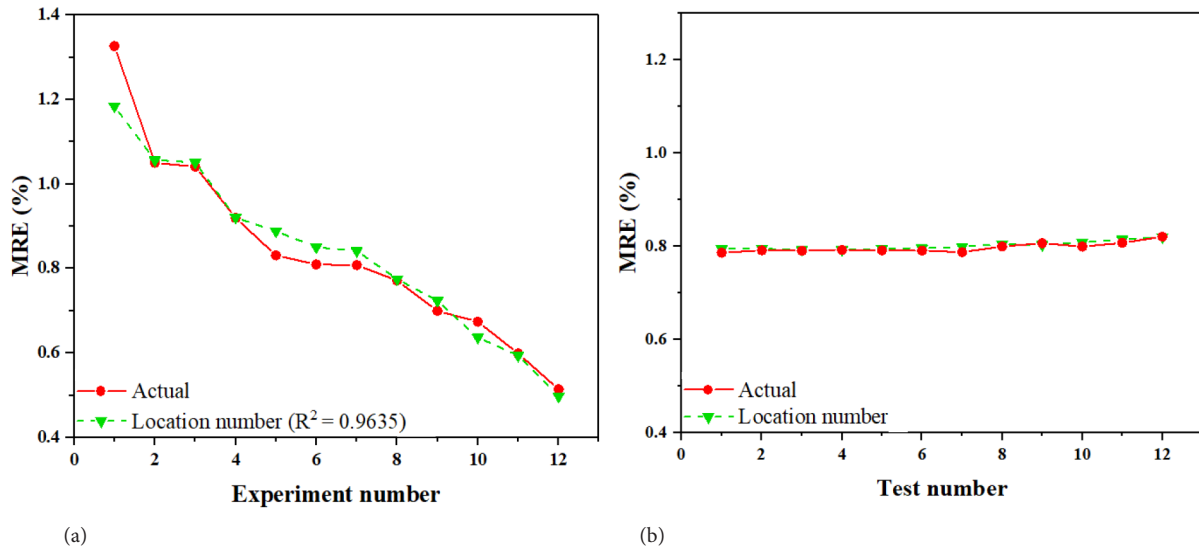 1.4
1.2
1.0
0.8
0.6
0.4
MRE (%)
Actual
Location number (R² = 0.9635)
0 2 4 6 8 10 12
Experiment number
(a)
1.2
1.0
0.8
0.6
0.4
MRE (%)
Actual
Location number
0 2 4 6 8 10 12
Test number
(b)